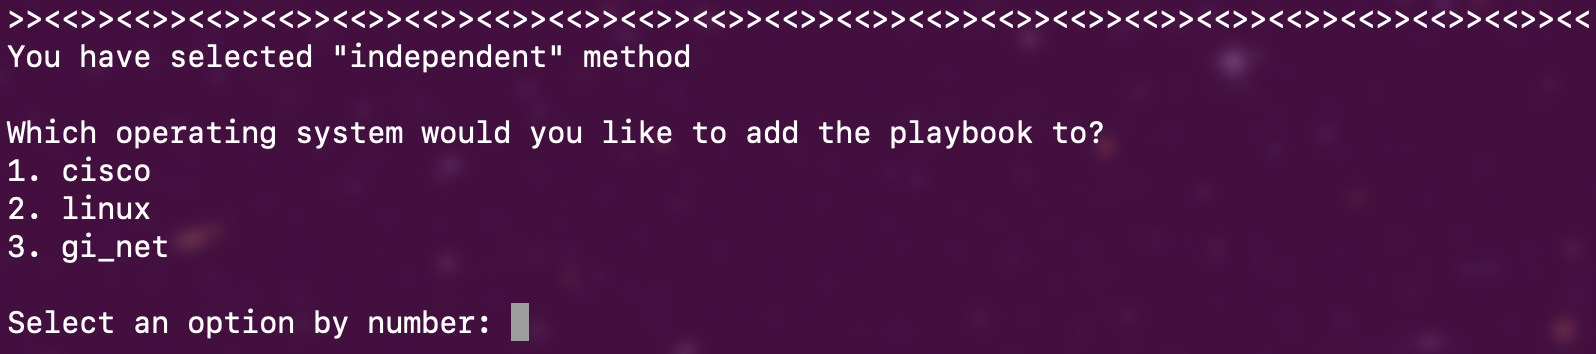 >><<>><<>><<>><<>><<>><<>><<>><<>><<>><<>><<>><<>><<>><<>><<>><<>><<>><<>><<>><<>><<>><<
You have selected "independent" method
Which operating system would you like to add the playbook to?
1. cisco
2. linux
3. gi_net
Select an option by number: